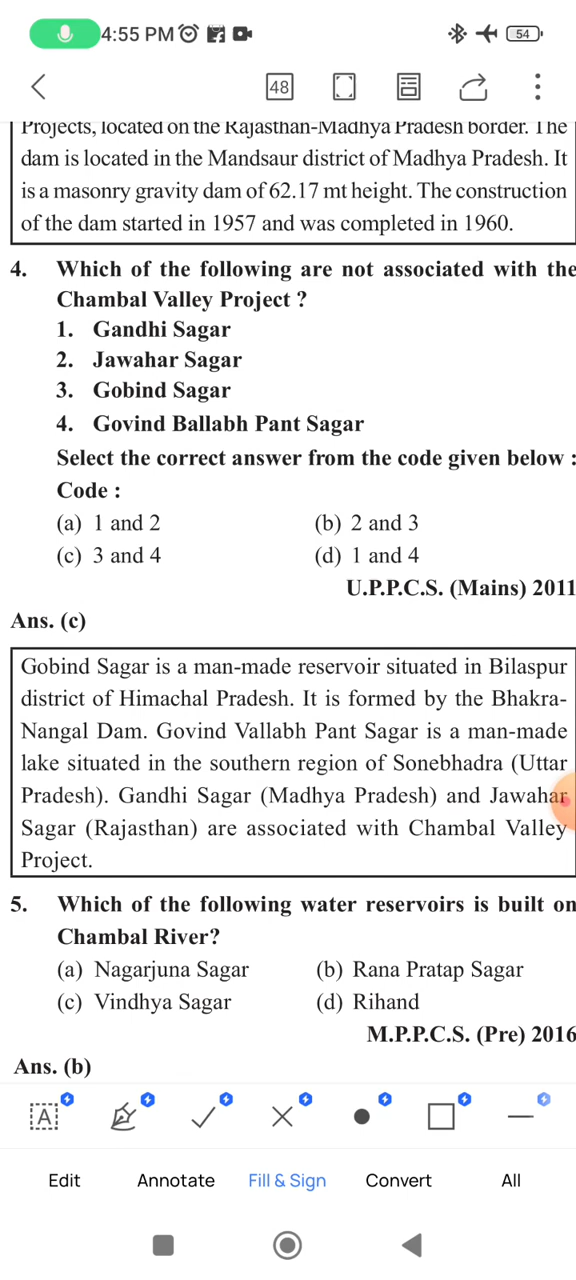 4:55 PM
54
48
Projects, located on the Rajasthan-Madhya Pradesh border. The
dam is located in the Mandsaur district of Madhya Pradesh. It
is a masonry gravity dam of 62.17 mt height. The construction
of the dam started in 1957 and was completed in 1960.
4. Which of the following are not associated with the
Chambal Valley Project ?
1. Gandhi Sagar
2. Jawahar Sagar
3. Gobind Sagar
4. Govind Ballabh Pant Sagar
Select the correct answer from the code given below :
Code :
(a) 1 and 2 (b) 2 and 3
(c) 3 and 4 (d) 1 and 4
U.P.P.C.S. (Mains) 2011
Ans. (c)
Gobind Sagar is a man-made reservoir situated in Bilaspur
district of Himachal Pradesh. It is formed by the Bhakra-
Nangal Dam. Govind Vallabh Pant Sagar is a man-made
lake situated in the southern region of Sonebhadra (Uttar
Pradesh). Gandhi Sagar (Madhya Pradesh) and Jawahar
Sagar (Rajasthan) are associated with Chambal Valley
Project.
5. Which of the following water reservoirs is built on
Chambal River?
(a) Nagarjuna Sagar (b) Rana Pratap Sagar
(c) Vindhya Sagar (d) Rihand
M.P.P.C.S. (Pre) 2016
Ans. (b)
A
Edit Annotate Fill & Sign Convert All